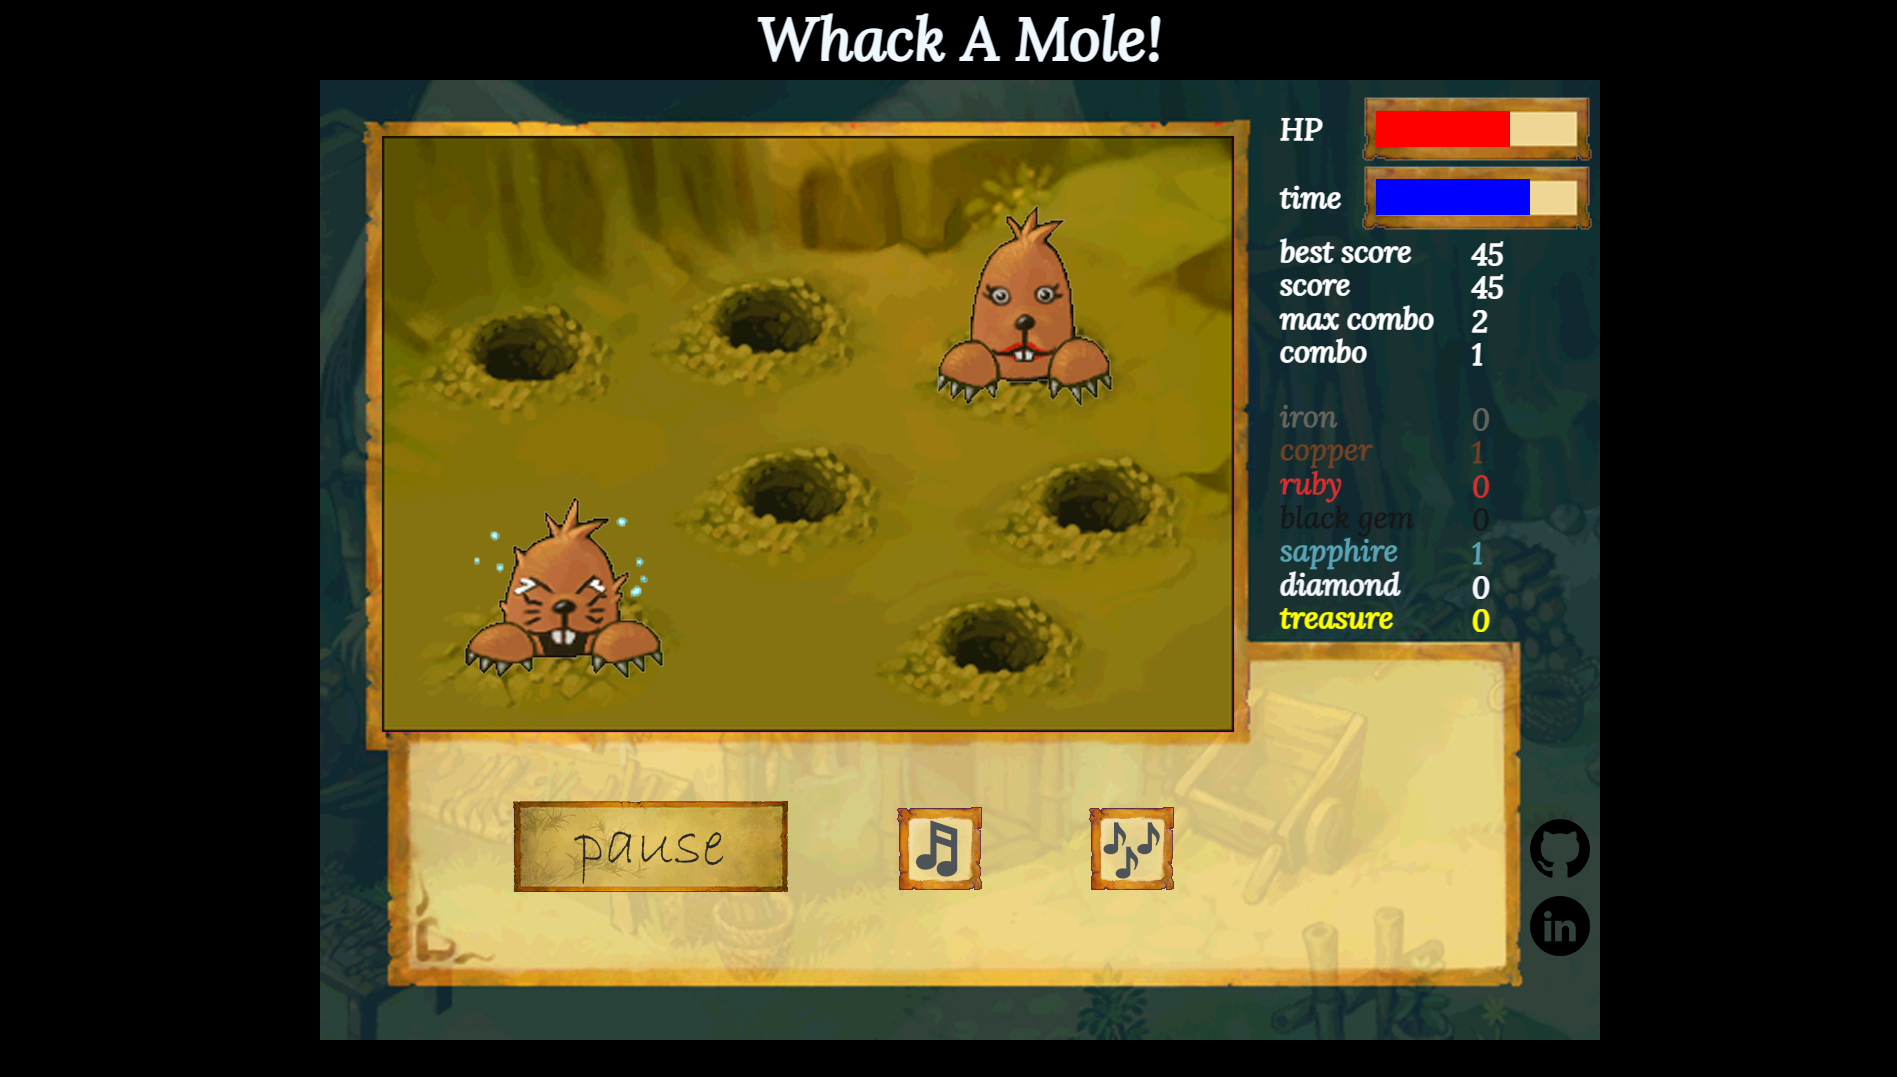 Whack A Mole!
HP
time
best score 45
score 45
max combo 2
combo 1
iron 0
copper 1
ruby 0
black gem 0
sapphire 1
diamond 0
treasure 0
pause
in